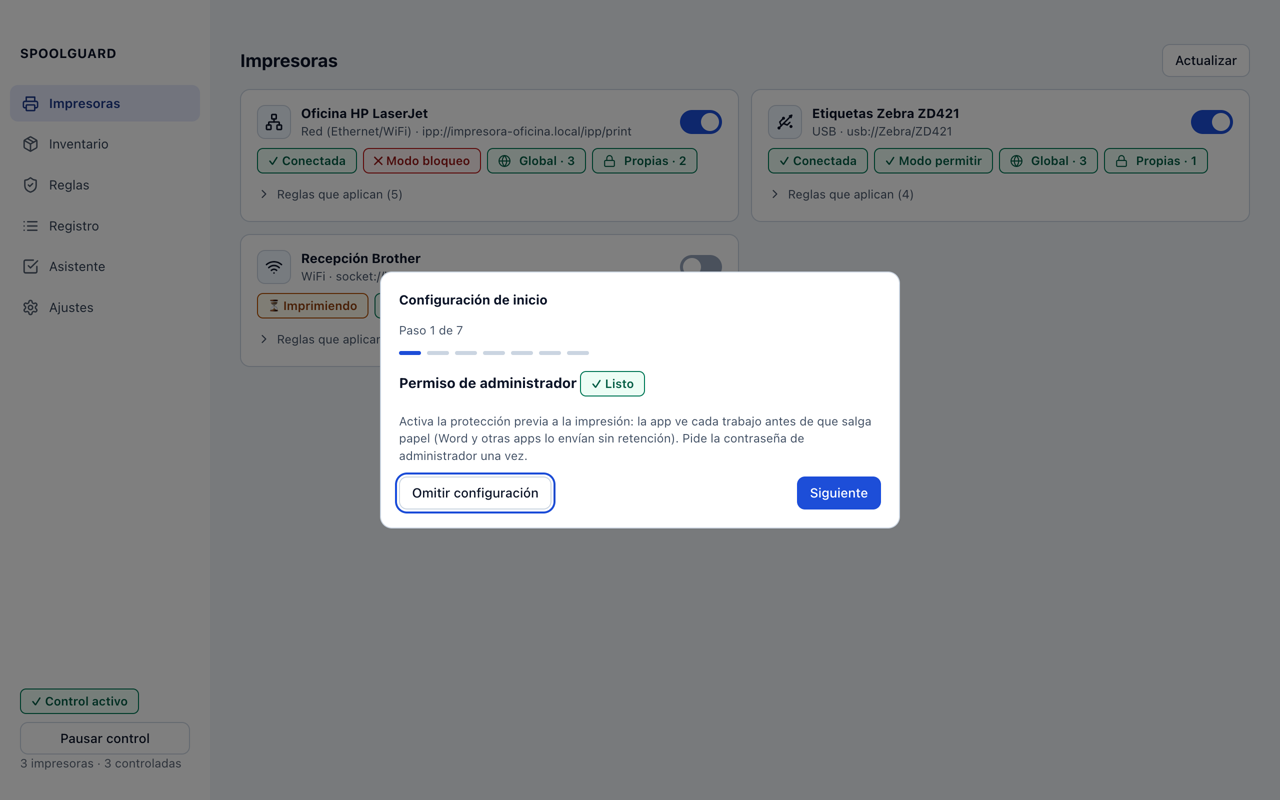 SPOOLGUARD
Impresoras
Inventario
Reglas
Registro
Asistente
Ajustes
Control activo
Pausar control
3 impresoras · 3 controladas
Impresoras
Actualizar
Oficina HP LaserJet
Red (Ethernet/WiFi) · ipp://impresora-oficina.local/ipp/print
Conectada
Modo bloqueo
Global · 3
Propias · 2
Reglas que aplican (5)
Etiquetas Zebra ZD421
USB · usb://Zebra/ZD421
Conectada
Modo permitir
Global · 3
Propias · 1
Reglas que aplican (4)
Recepción Brother
WiFi · socket:/
Imprimiendo
Reglas que aplican
Configuración de inicio
Paso 1 de 7
Permiso de administrador
Listo
Activa la protección previa a la impresión: la app ve cada trabajo antes de que salga
papel (Word y otras apps lo envían sin retención). Pide la contraseña de
administrador una vez.
Omitir configuración
Siguiente